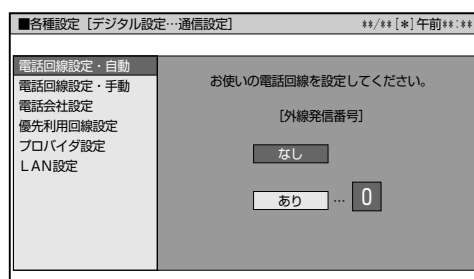 ■各種設定［デジタル設定…通信設定］ **/**[*]午前**:**
電話回線設定・自動
電話回線設定・手動
電話会社設定
優先利用回線設定
プロバイダ設定
ＬＡＮ設定
お使いの電話回線を設定してください。
［外線発信番号］
なし
あり … 0